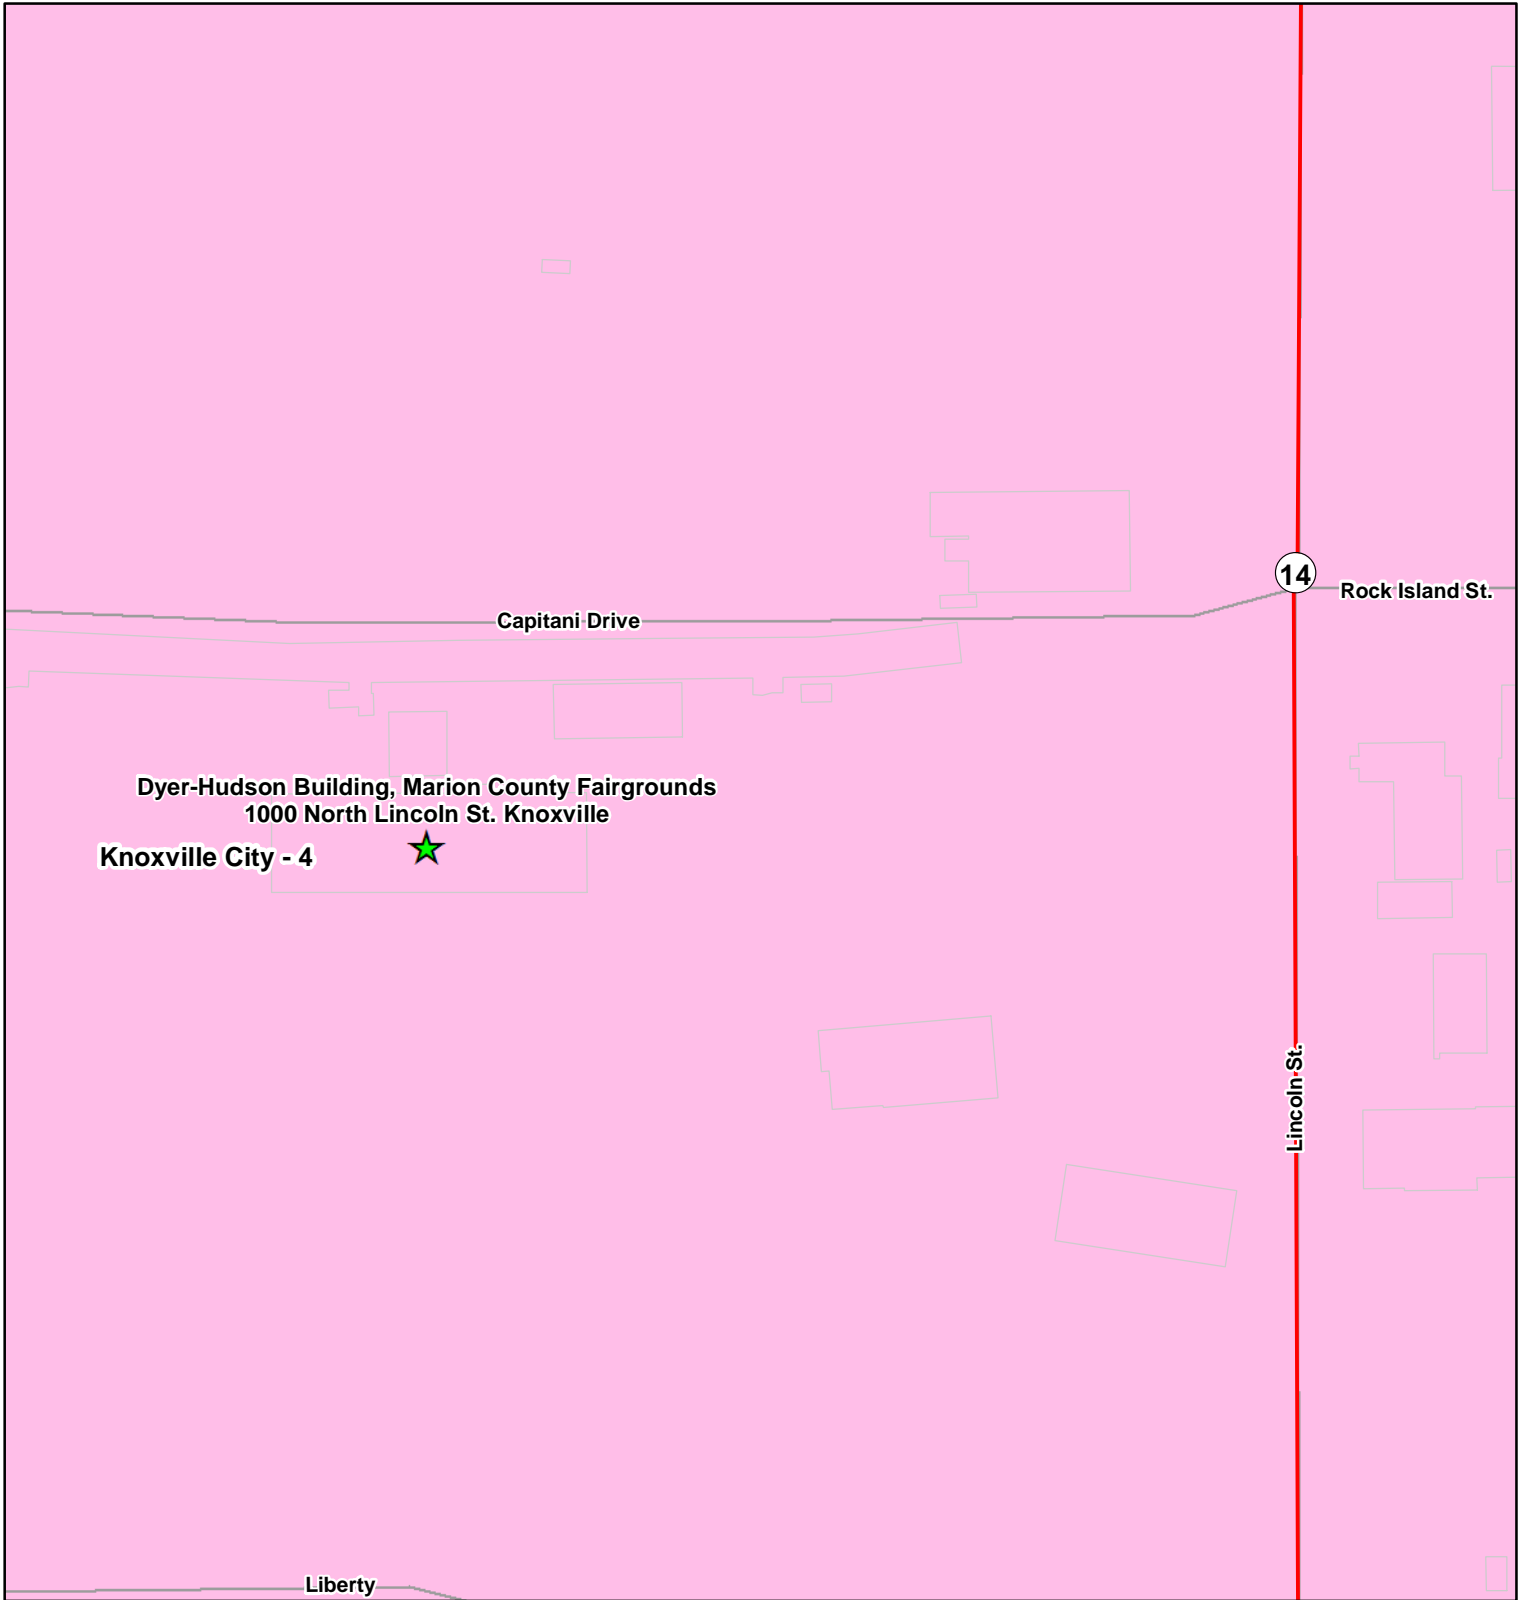 14
Rock Island St.
Capitani Drive
Dyer-Hudson Building, Marion County Fairgrounds
1000 North Lincoln St. Knoxville
Knoxville City - 4
Lincoln St.
Liberty